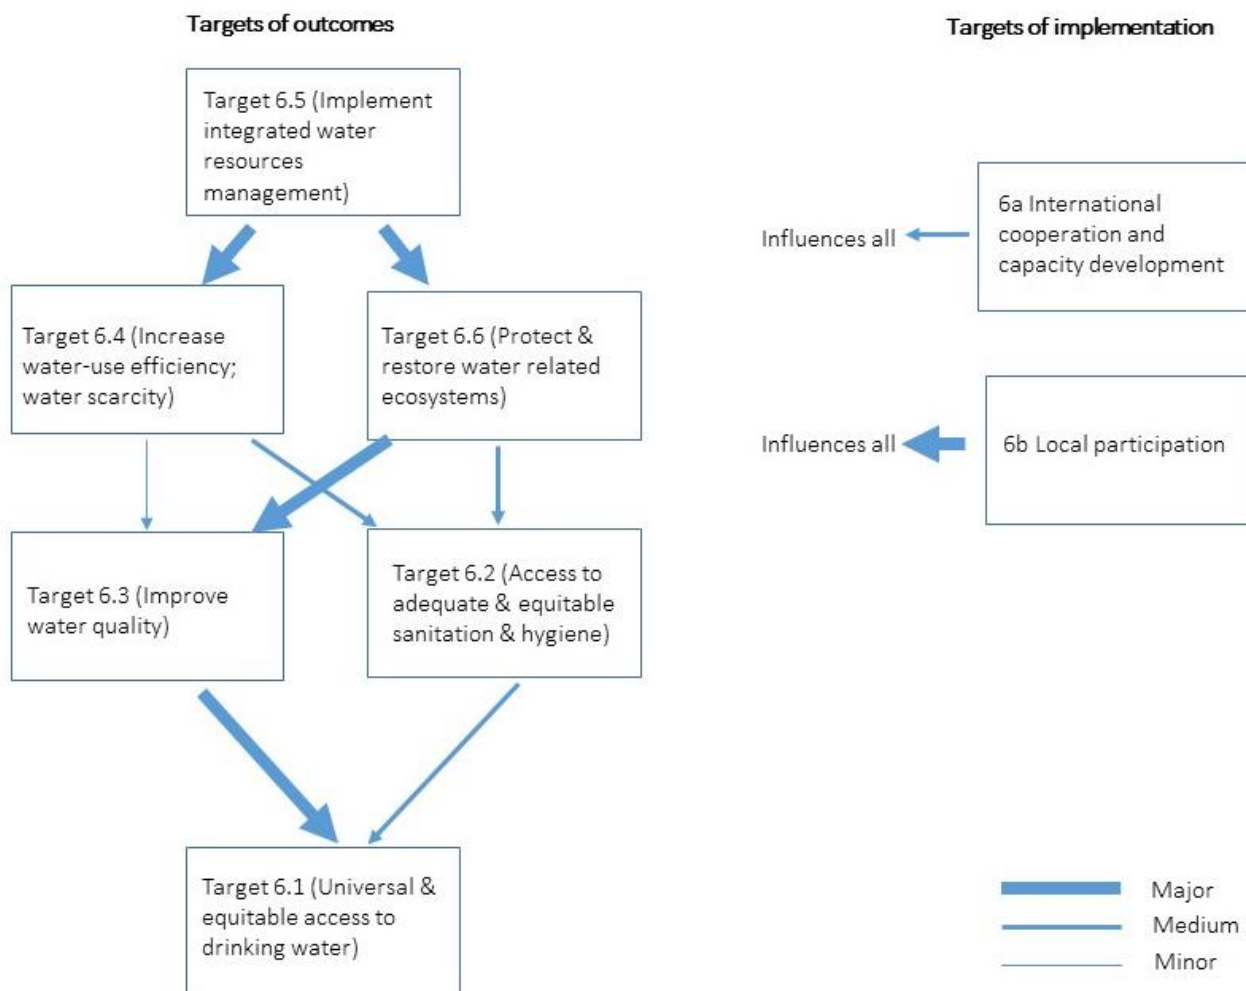 Targets of outcomes
Targets of implementation
Target 6.5 (Implement
integrated water
resources
management)
Target 6.4 (Increase
water-use efficiency;
water scarcity)
Target 6.6 (Protect &
restore water related
ecosystems)
Target 6.3 (Improve
water quality)
Target 6.2 (Access to
adequate & equitable
sanitation & hygiene)
Target 6.1 (Universal &
equitable access to
drinking water)
Influences all
6a International
cooperation and
capacity development
Influences all
6b Local participation
Major
Medium
Minor